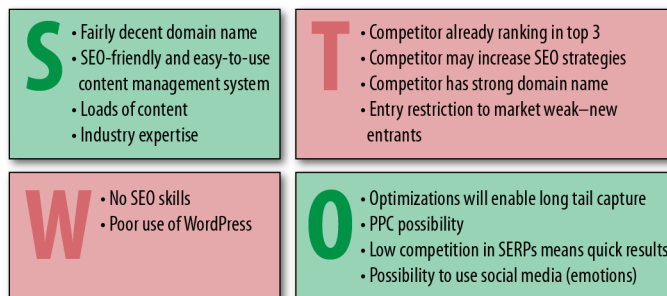 S
• Fairly decent domain name
• SEO-friendly and easy-to-use
content management system
• Loads of content
• Industry expertise
T
• Competitor already ranking in top 3
• Competitor may increase SEO strategies
• Competitor has strong domain name
• Entry restriction to market weak–new
entrants
W
• No SEO skills
• Poor use of WordPress
O
• Optimizations will enable long tail capture
• PPC possibility
• Low competition in SERPs means quick results
• Possibility to use social media (emotions)